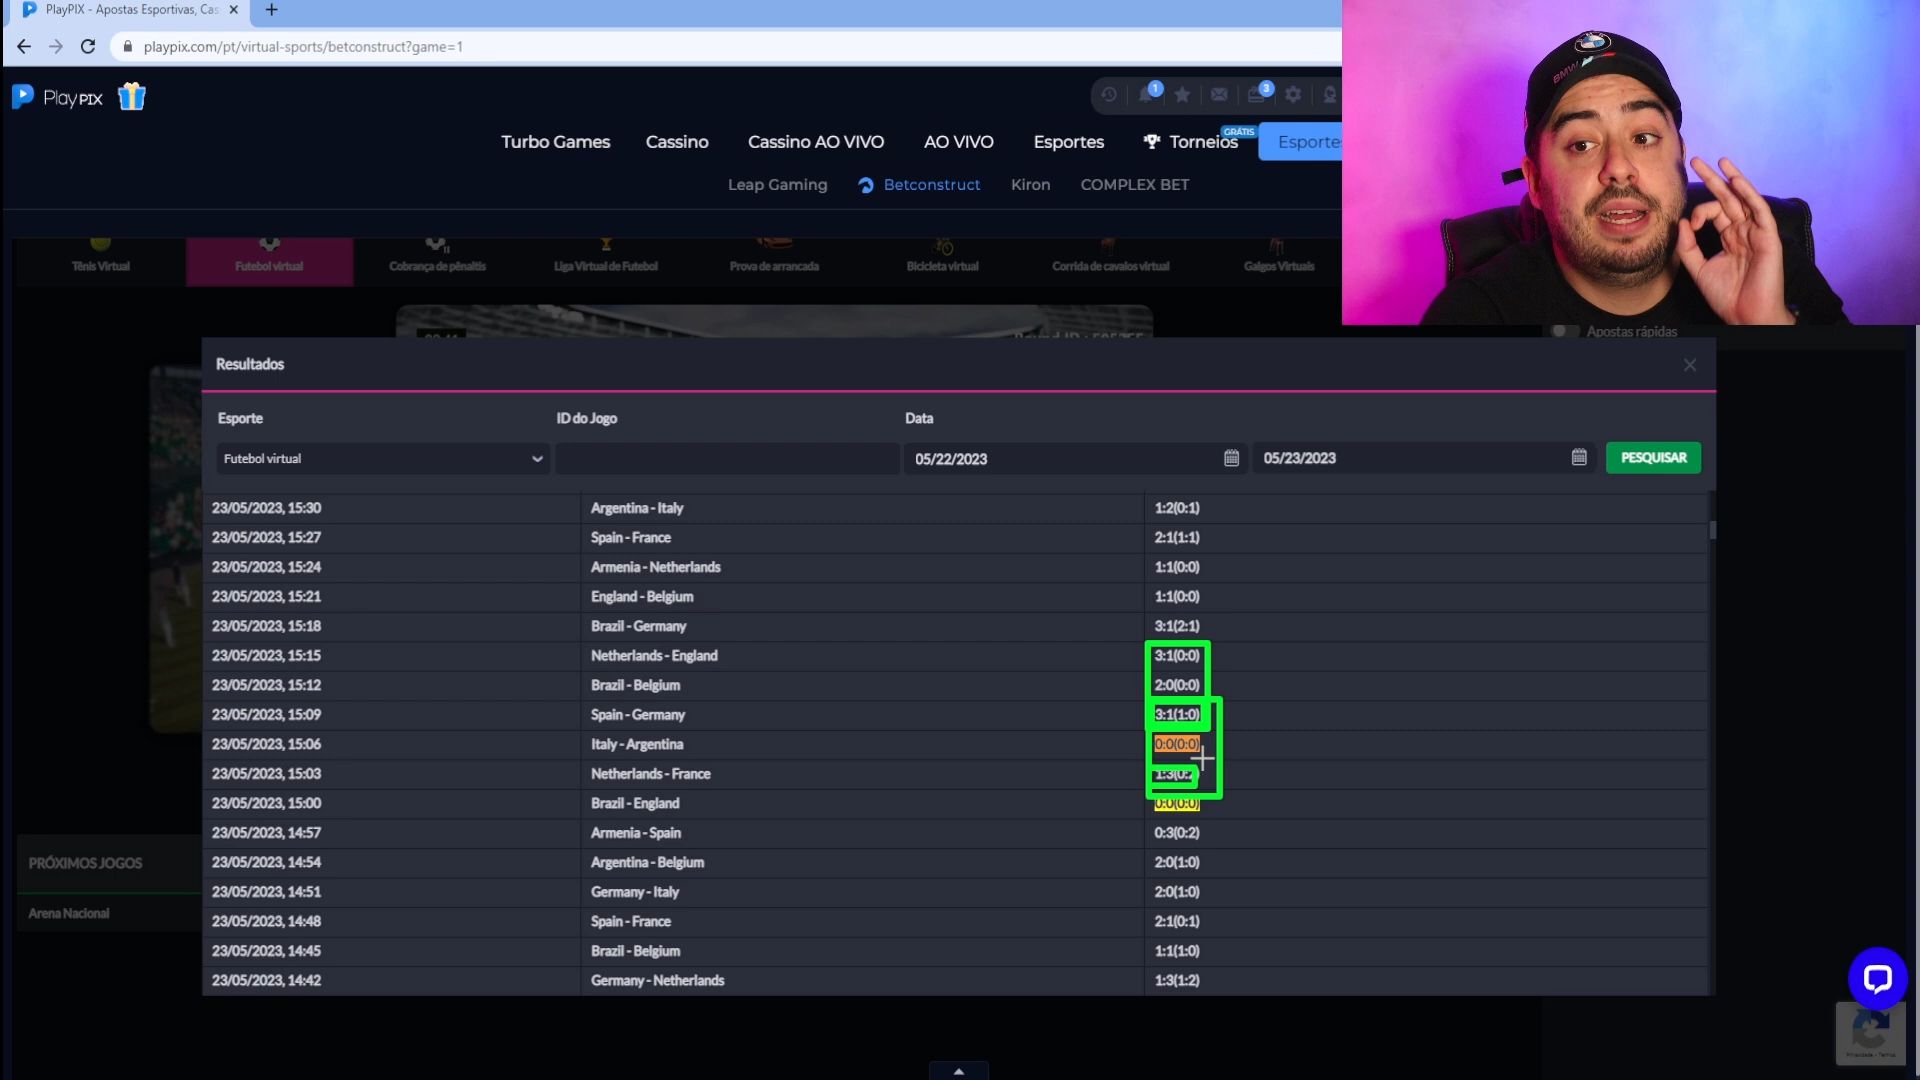 PlayPIX - Apostas Esportivas, Cas
playpix.com/pt/virtual-sports/betconstruct?game=1
PlayPIX
1
3
Turbo Games
Cassino
Cassino AO VIVO
AO VIVO
Esportes
Torneios
GRÁTIS
Esportes
Leap Gaming
Betconstruct
Kiron
COMPLEX BET
BMW
Tênis Virtual
Futebol virtual
Cobrança de pênaltis
Liga Virtual de Futebol
Prova de arrancada
Bicicleta virtual
Corrida de cavalos virtual
Galgos Virtuais
Apostas rápidas
Resultados
Esporte
ID do Jogo
Data
Futebol virtual
05/22/2023
05/23/2023
PESQUISAR
23/05/2023, 15:30 Argentina - Italy 1:2(0:1)
23/05/2023, 15:27 Spain - France 2:1(1:1)
23/05/2023, 15:24 Armenia - Netherlands 1:1(0:0)
23/05/2023, 15:21 England - Belgium 1:1(0:0)
23/05/2023, 15:18 Brazil - Germany 3:1(2:1)
23/05/2023, 15:15 Netherlands - England 3:1(0:0)
23/05/2023, 15:12 Brazil - Belgium 2:0(0:0)
23/05/2023, 15:09 Spain - Germany 3:1(1:0)
23/05/2023, 15:06 Italy - Argentina 0:0(0:0)
23/05/2023, 15:03 Netherlands - France 1:3(0:2)
23/05/2023, 15:00 Brazil - England 0:0(0:0)
23/05/2023, 14:57 Armenia - Spain 0:3(0:2)
23/05/2023, 14:54 Argentina - Belgium 2:0(1:0)
23/05/2023, 14:51 Germany - Italy 2:0(1:0)
23/05/2023, 14:48 Spain - France 2:1(0:1)
23/05/2023, 14:45 Brazil - Belgium 1:1(1:0)
23/05/2023, 14:42 Germany - Netherlands 1:3(1:2)
PRÓXIMOS JOGOS
Arena Nacional
Privacidade - Termos